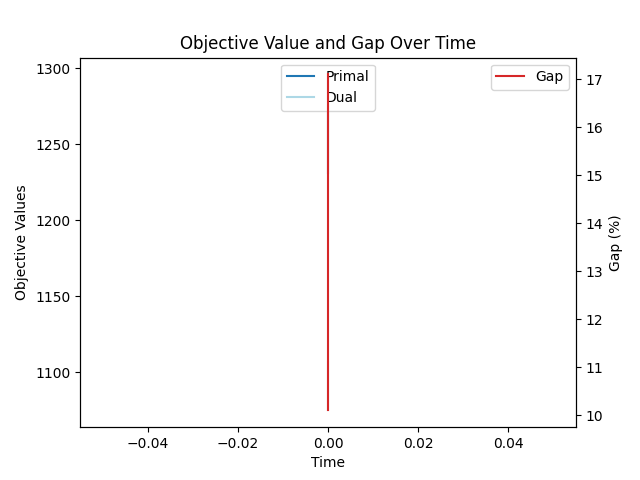 Objective Value and Gap Over Time
Primal
Dual
Gap
1300
1250
1200
1150
1100
Objective Values
17
16
15
14
13
12
11
10
Gap (%)
−0.04
−0.02
0.00
0.02
0.04
Time